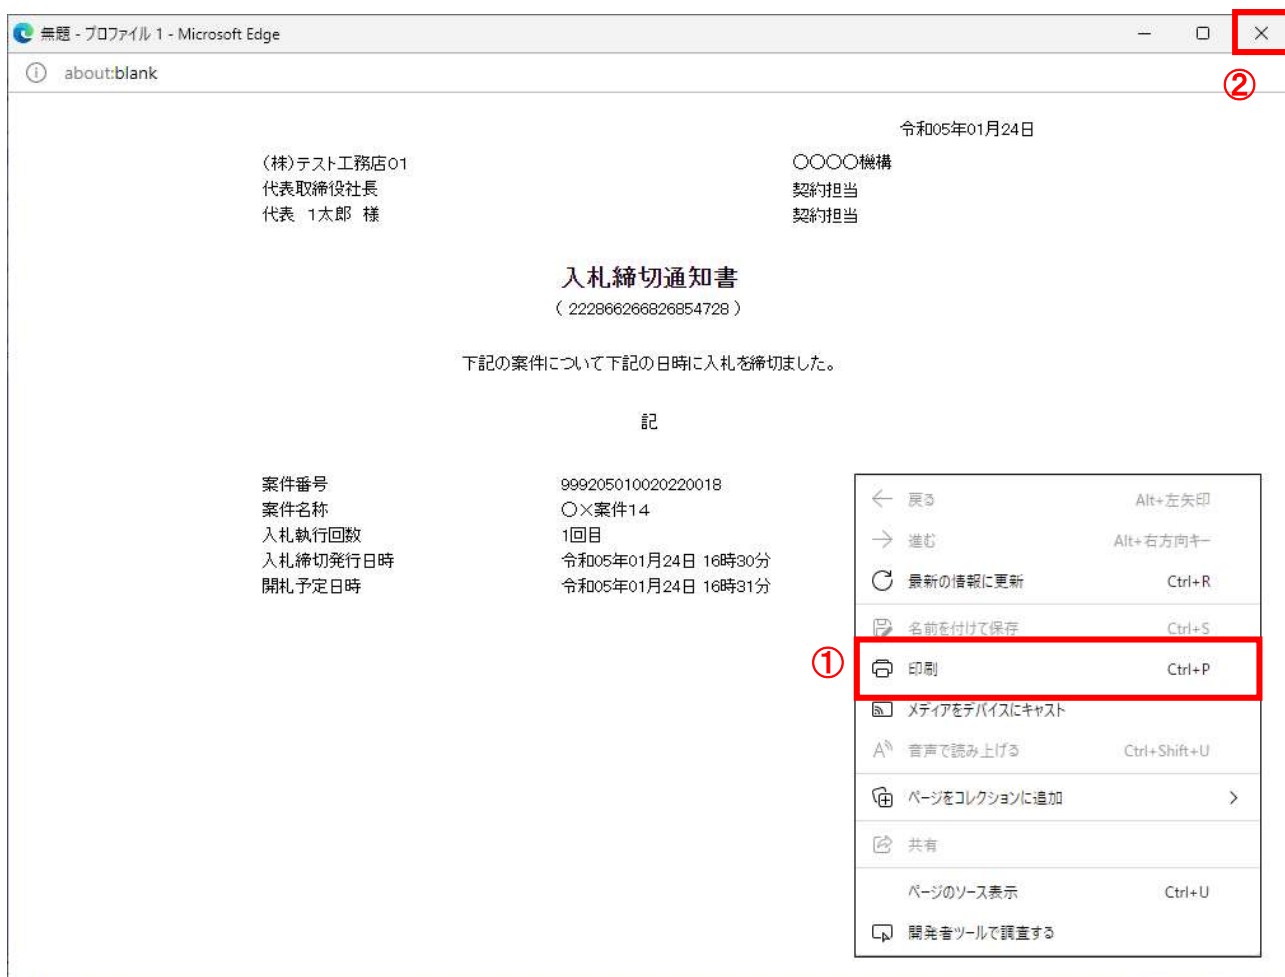 無題 - プロファイル 1 - Microsoft Edge
②
about:blank
令和05年01月24日
(株)テスト工務店01
代表取締役社長
代表 1太郎 様
〇〇〇〇機構
契約担当
契約担当
入札締切通知書
( 222866266826854728 )
下記の案件について下記の日時に入札を締切ました。
記
案件番号 999205010020220018
案件名称 〇×案件14
入札執行回数 1回目
入札締切発行日時 令和05年01月24日 16時30分
開札予定日時 令和05年01月24日 16時31分
戻る Alt+左矢印
進む Alt+右方向キー
最新の情報に更新 Ctrl+R
名前を付けて保存 Ctrl+S
① 印刷 Ctrl+P
メディアをデバイスにキャスト
音声で読み上げる Ctrl+Shift+U
ページをコレクションに追加
共有
ページのソース表示 Ctrl+U
開発者ツールで調査する